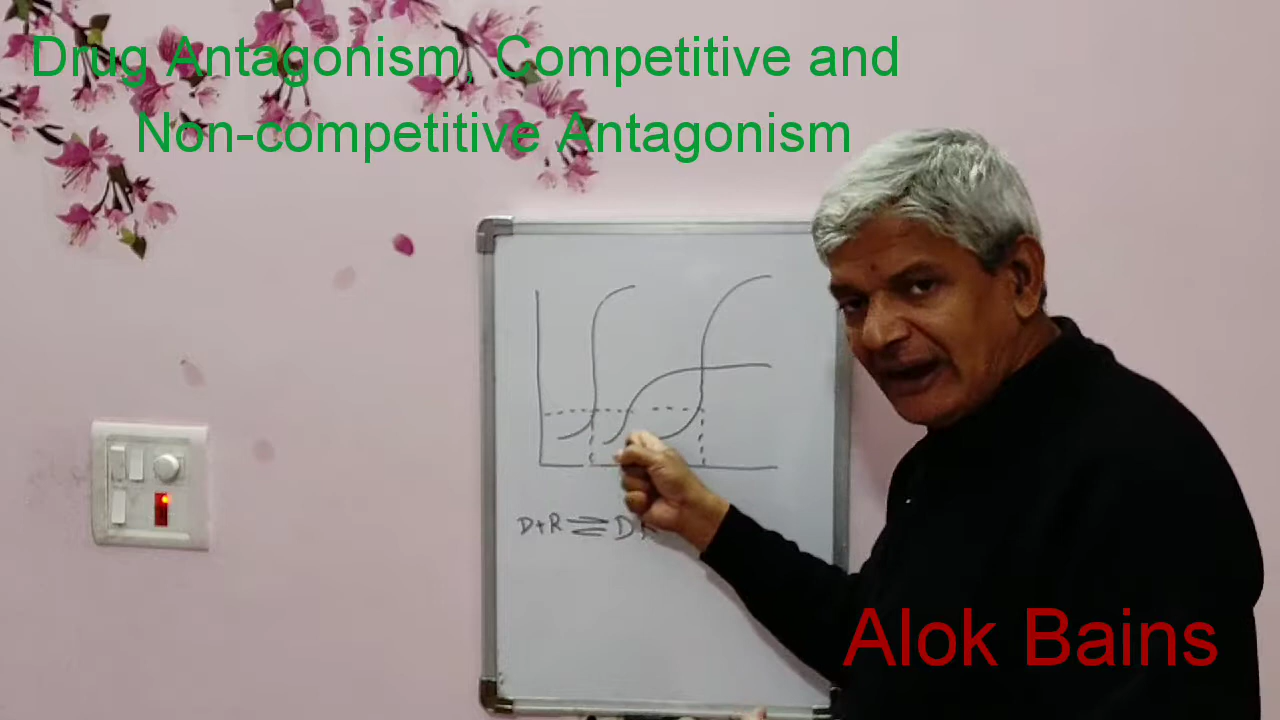 Drug Antagonism, Competitive and
Non-competitive Antagonism
D+R ⇌ D
Alok Bains